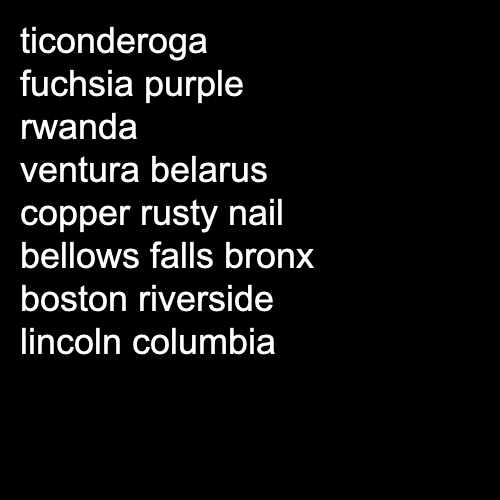 ticonderoga
fuchsia purple
rwanda
ventura belarus
copper rusty nail
bellows falls bronx
boston riverside
lincoln columbia